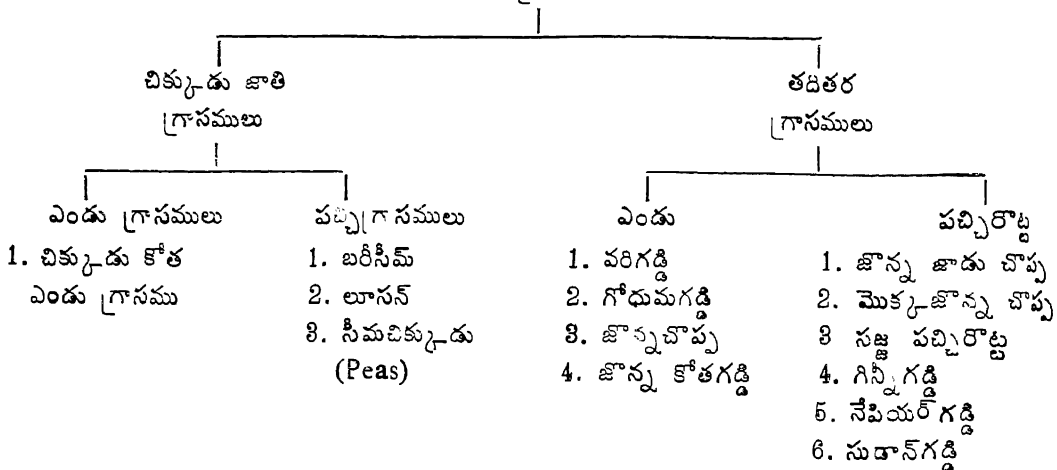 చిక్కుడు జాతి
గ్రాసములు
తదితర
గ్రాసములు
ఎండు గ్రాసములు
1. చిక్కుడు కోత
ఎండు గ్రాసము
పచ్చిగ్రాసములు
1. బరీసీమ్
2. లూసన్
3. సీమచిక్కుడు
(Peas)
ఎండు
1. వరిగడ్డి
2. గోధుమగడ్డి
3. జొన్నచొప్ప
4. జొన్న కోతగడ్డి
పచ్చిరొట్ట
1. జొన్న జాడు చొప్ప
2. మొక్కజొన్న చొప్ప
3 సజ్జ పచ్చిరొట్ట
4. గిన్నీ గడ్డి
5. నేపియర్ గడ్డి
6. సుడాన్‌గడ్డి